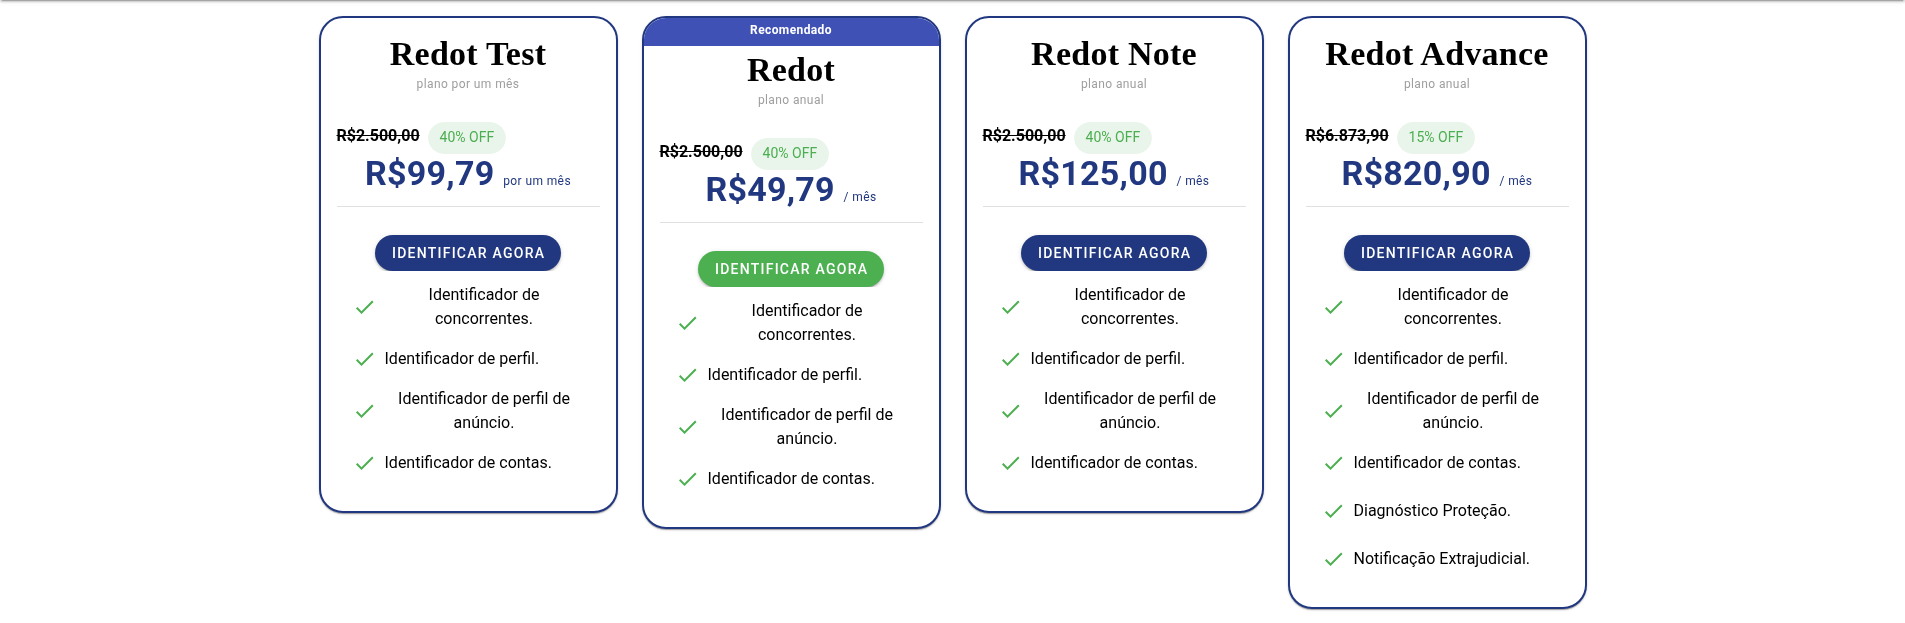 Redot Test
plano por um mês
R$2.500,00 40% OFF
R$99,79 por um mês
IDENTIFICAR AGORA
Identificador de
concorrentes.
Identificador de perfil.
Identificador de perfil de
anúncio.
Identificador de contas.
Recomendado
Redot
plano anual
R$2.500,00 40% OFF
R$49,79 / mês
IDENTIFICAR AGORA
Identificador de
concorrentes.
Identificador de perfil.
Identificador de perfil de
anúncio.
Identificador de contas.
Redot Note
plano anual
R$2.500,00 40% OFF
R$125,00 / mês
IDENTIFICAR AGORA
Identificador de
concorrentes.
Identificador de perfil.
Identificador de perfil de
anúncio.
Identificador de contas.
Redot Advance
plano anual
R$6.873,90 15% OFF
R$820,90 / mês
IDENTIFICAR AGORA
Identificador de
concorrentes.
Identificador de perfil.
Identificador de perfil de
anúncio.
Identificador de contas.
Diagnóstico Proteção.
Notificação Extrajudicial.